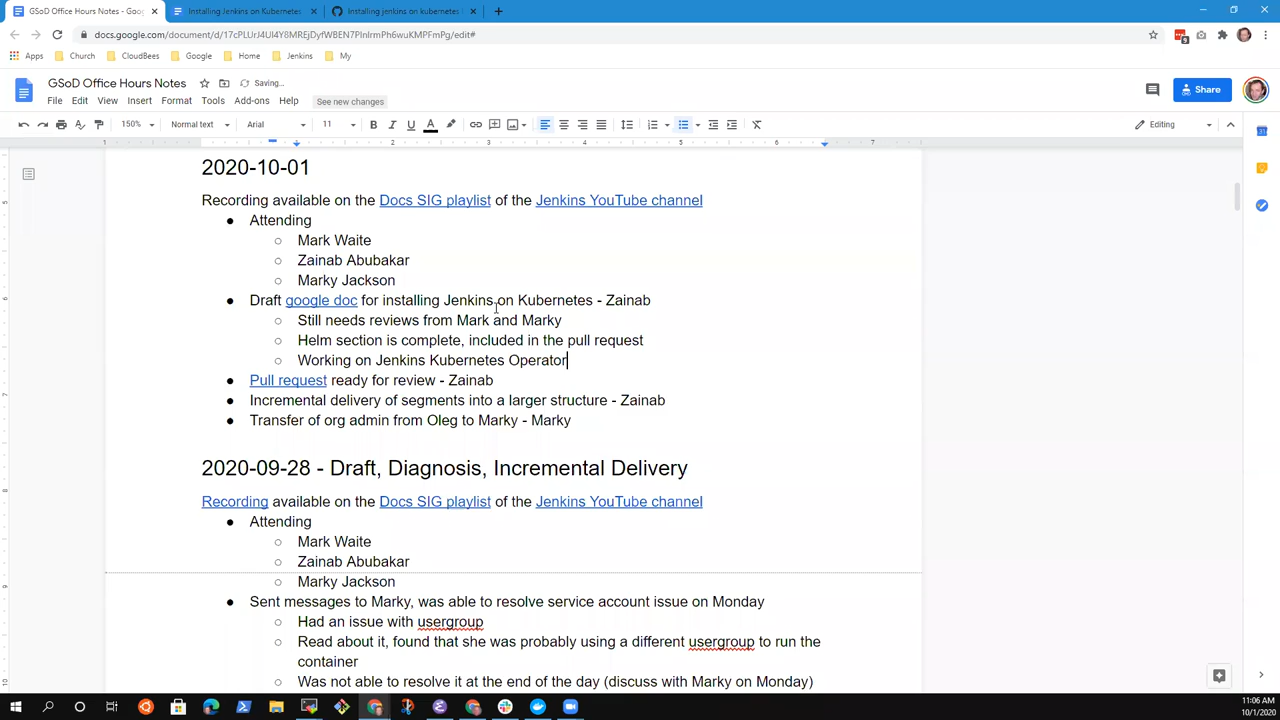 GSoD Office Hours Notes - Goog
Installing Jenkins on Kubernetes
Installing jenkins on kubernetes
docs.google.com/document/d/17cPLUrJ4UI4Y8MREjDyfWBEN7PInIrmPh6wuKMPFmPg/edit#
Apps
Church
CloudBees
Google
Home
Jenkins
My
GSoD Office Hours Notes
Saving...
File Edit View Insert Format Tools Add-ons Help
See new changes
Share
150%
Normal text
Arial
11
B I U A
Editing
1 2 3 4 5 6 7
2020-10-01
Recording available on the Docs SIG playlist of the Jenkins YouTube channel
● Attending
○ Mark Waite
○ Zainab Abubakar
○ Marky Jackson
● Draft google doc for installing Jenkins on Kubernetes - Zainab
○ Still needs reviews from Mark and Marky
○ Helm section is complete, included in the pull request
○ Working on Jenkins Kubernetes Operator
● Pull request ready for review - Zainab
● Incremental delivery of segments into a larger structure - Zainab
● Transfer of org admin from Oleg to Marky - Marky
2020-09-28 - Draft, Diagnosis, Incremental Delivery
Recording available on the Docs SIG playlist of the Jenkins YouTube channel
● Attending
○ Mark Waite
○ Zainab Abubakar
○ Marky Jackson
● Sent messages to Marky, was able to resolve service account issue on Monday
○ Had an issue with usergroup
○ Read about it, found that she was probably using a different usergroup to run the
container
○ Was not able to resolve it at the end of the day (discuss with Marky on Monday)
11:06 AM
10/1/2020